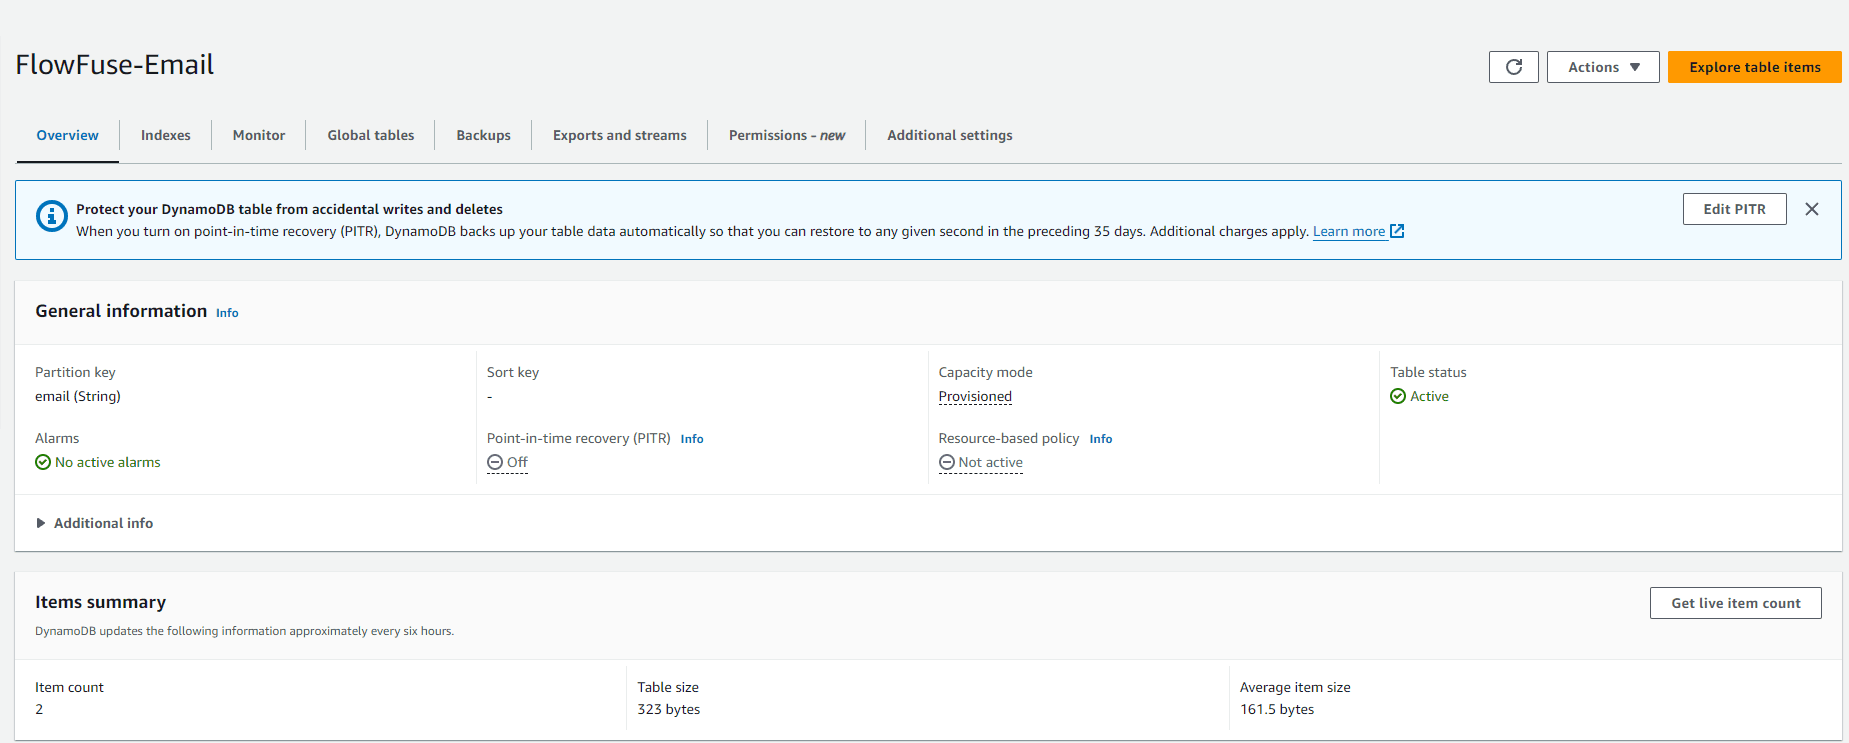 FlowFuse-Email
Actions
Explore table items
Overview
Indexes
Monitor
Global tables
Backups
Exports and streams
Permissions - new
Additional settings
Protect your DynamoDB table from accidental writes and deletes
When you turn on point-in-time recovery (PITR), DynamoDB backs up your table data automatically so that you can restore to any given second in the preceding 35 days. Additional charges apply. Learn more
Edit PITR
General information Info
Partition key
email (String)
Sort key
-
Capacity mode
Provisioned
Table status
Active
Alarms
No active alarms
Point-in-time recovery (PITR) Info
Off
Resource-based policy Info
Not active
Additional info
Items summary
Get live item count
DynamoDB updates the following information approximately every six hours.
Item count
2
Table size
323 bytes
Average item size
161.5 bytes